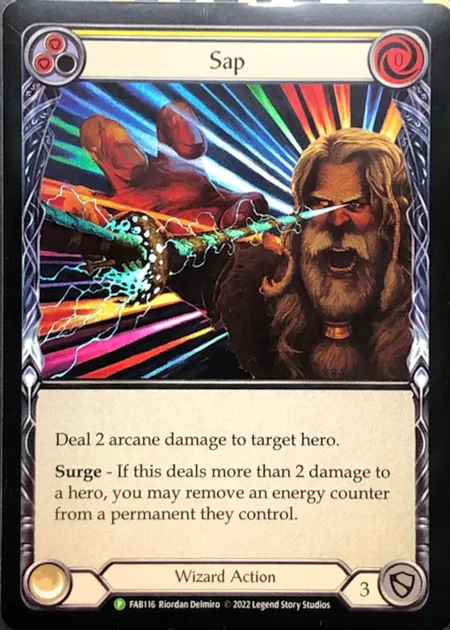 0
Sap
Deal 2 arcane damage to target hero.
Surge - If this deals more than 2 damage to
a hero, you may remove an energy counter
from a permanent they control.
Wizard Action
3
P FAB116 Riordan Delmiro © 2022 Legend Story Studios